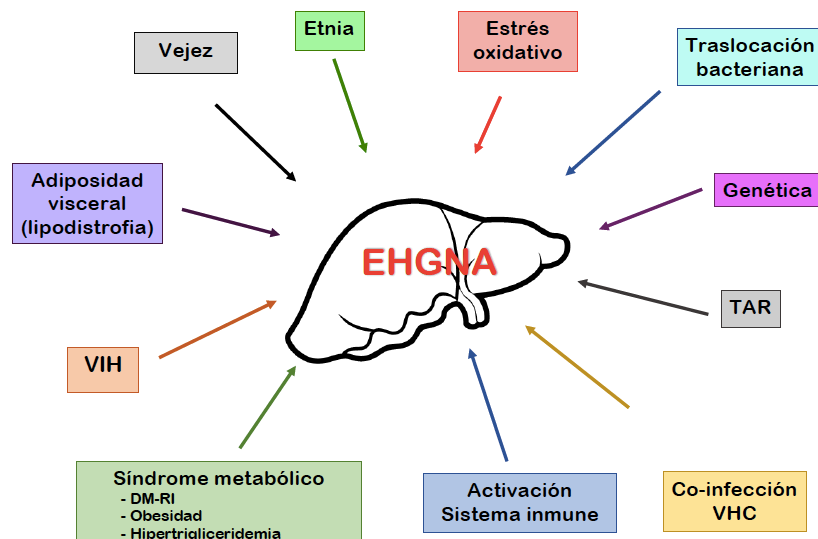 Vejez
Etnia
Estrés
oxidativo
Traslocación
bacteriana
Adiposidad
visceral
(lipodistrofia)
Genética
EHGNA
TAR
VIH
Síndrome metabólico
- DM-RI
- Obesidad
- Hipertrigliceridemia
Activación
Sistema inmune
Co-infección
VHC